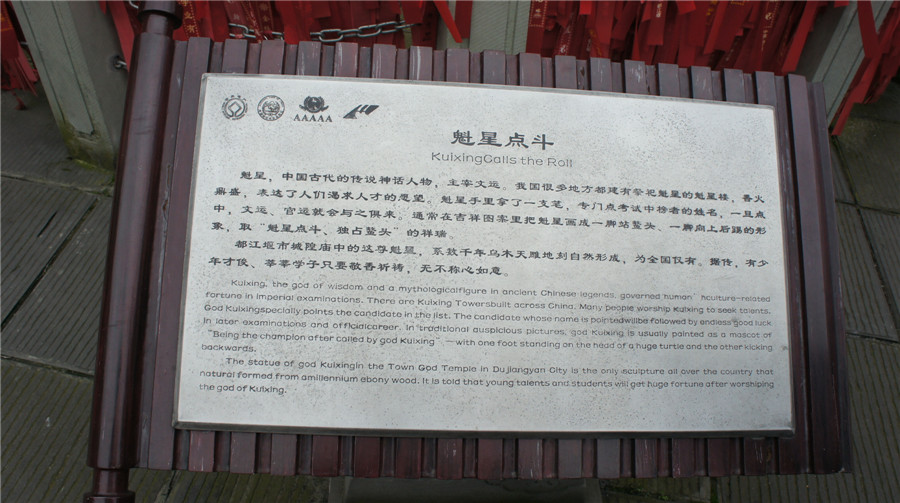 AAAAA
魁星点斗
KuixingCalls the Roll
魁星，中国古代的传说神话人物，主宰文运。我国很多地方都建有祭祀魁星的魁星楼，香火
鼎盛，表达了人们渴求人才的愿望。魁星手里拿了一支笔，专门点考试中榜者的姓名，一旦点
中，文运、官运就会与之俱来。通常在吉祥图案里把魁星画成一脚站鳌头、一脚向上后踢的形
象，取“魁星点斗、独占鳌头”的祥瑞。
都江堰市城隍庙中的这尊魁星，系数千年乌木天雕地刻自然形成，为全国仅有。据传，有少
年才俊、莘莘学子只要敬香祈祷，无不称心如意。
Kuixing, the god of wisdom and a mythologicalfigure in ancient Chinese legends, governed human hculture-related
fortune in imperial examinations. There are Kuixing Towersbuilt across China. Many people worship Kuixing to seek talents.
God Kuixingspecially points the candidate in the list. The candidate whose name is pointedwillbe followed by endless good luck
in later examinations and officialcareer. In traditional auspicious pictures, god Kuixing is usually pointed as a mascot of
“Being the champion after called by god Kuixing” —with one foot standing on the head of a huge turtle and the other kicking
backwards.
The statue of god Kuixingin the Town God Temple in Dujiangyan City is the only sculpture all over the country that
natural formed from amillennium ebony wood. It is told that young talents and students will get huge fortune after worshiping
the god of Kuixing.